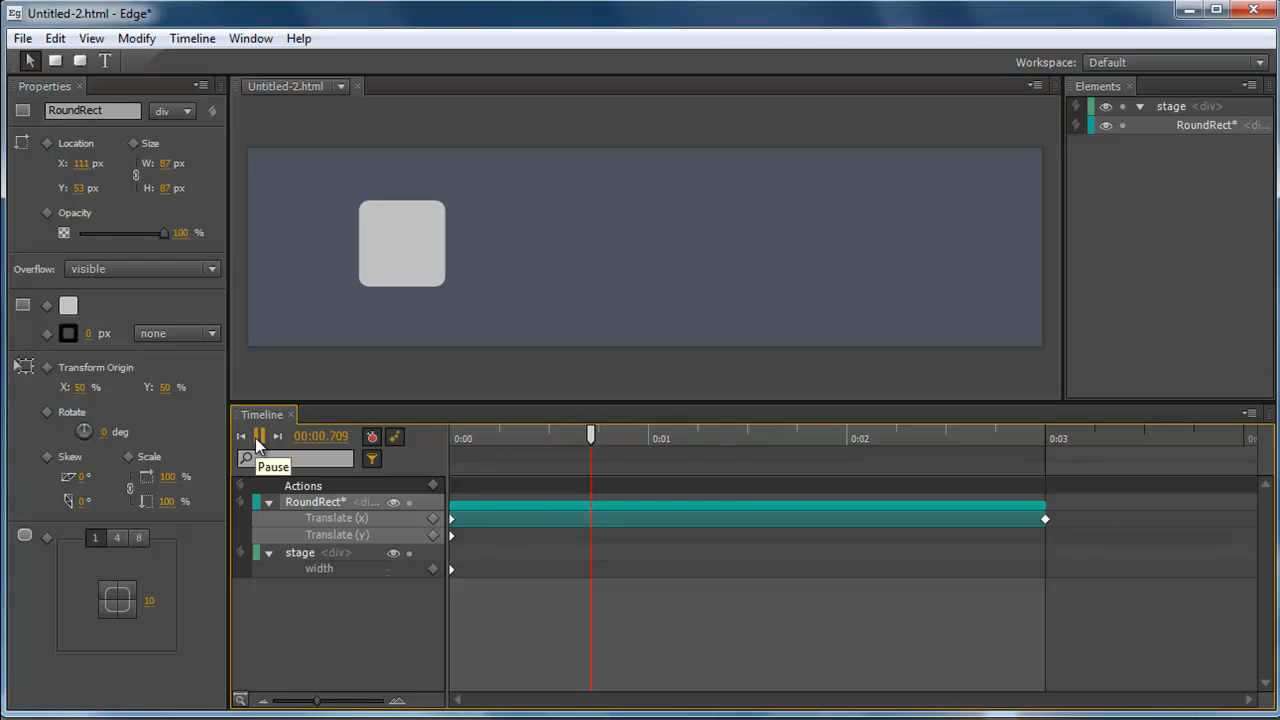 Eg Untitled-2.html - Edge*
File Edit View Modify Timeline Window Help
T Workspace: Default
Properties × Untitled-2.html × Elements ×
RoundRect div
stage <div>
RoundRect* <di...
Location Size
X: 111 px W: 87 px
Y: 53 px H: 87 px
Opacity
100 %
Overflow: visible
0 px none
Transform Origin
X: 50 % Y: 50 %
Rotate
0 deg
Skew Scale
0° 100 %
0° 100 %
1 4 8
10
Timeline ×
00:00.709 0:00 0:01 0:02 0:03
Pause
Actions
RoundRect* <di...
Translate (x)
Translate (y)
stage <div>
width